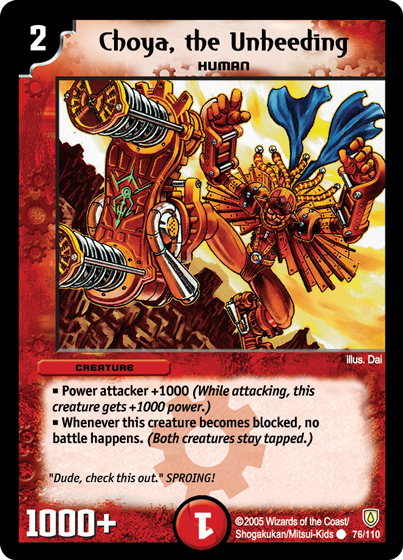 2
Choya, the Unheeding
HUMAN
illus. Dai
CREATURE
■ Power attacker +1000 (While attacking, this
creature gets +1000 power.)
■ Whenever this creature becomes blocked, no
battle happens. (Both creatures stay tapped.)
"Dude, check this out." SPROING!
1000+
1
©2005 Wizards of the Coast/
Shogakukan/Mitsui-Kids
76/110